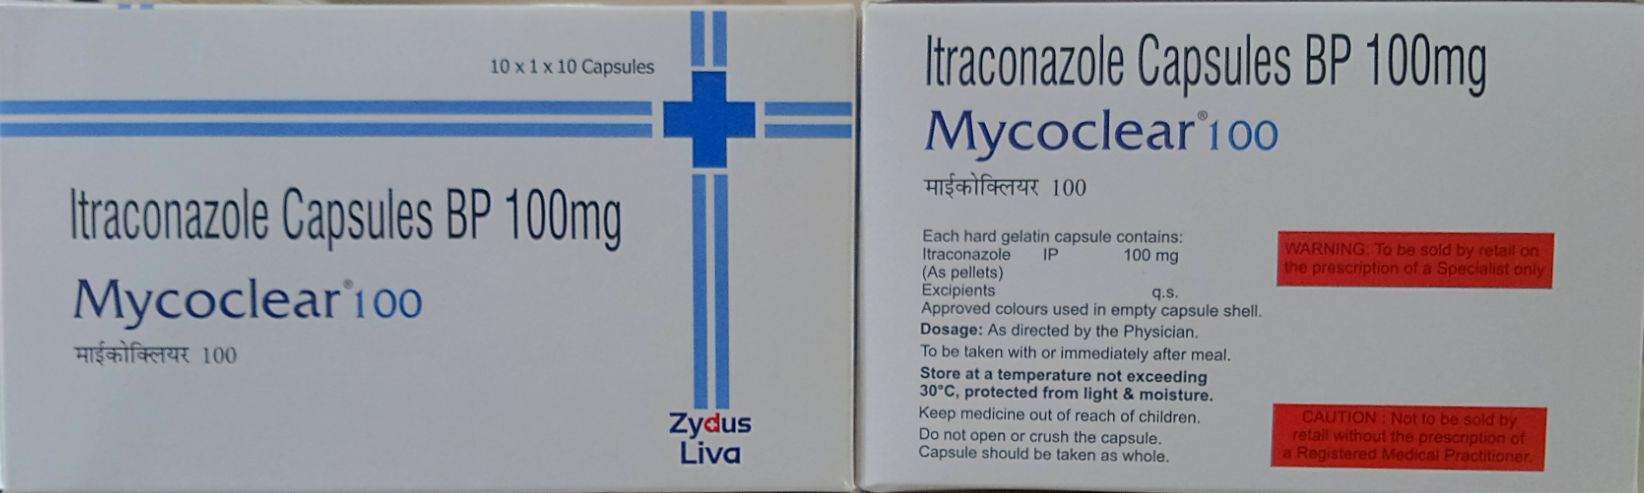 10 x 1 x 10 Capsules
Itraconazole Capsules BP 100mg
Mycoclear®100
माईकोक्लियर 100
Zydus
Liva
Itraconazole Capsules BP 100mg
Mycoclear®100
माईकोक्लियर 100
Each hard gelatin capsule contains:
Itraconazole IP 100 mg
(As pellets)
Excipients q.s.
Approved colours used in empty capsule shell.
Dosage: As directed by the Physician.
To be taken with or immediately after meal.
Store at a temperature not exceeding
30°C, protected from light & moisture.
Keep medicine out of reach of children.
Do not open or crush the capsule.
Capsule should be taken as whole.
WARNING: To be sold by retail on
the prescription of a Specialist only
CAUTION : Not to be sold by
retail without the prescription of
a Registered Medical Practitioner.